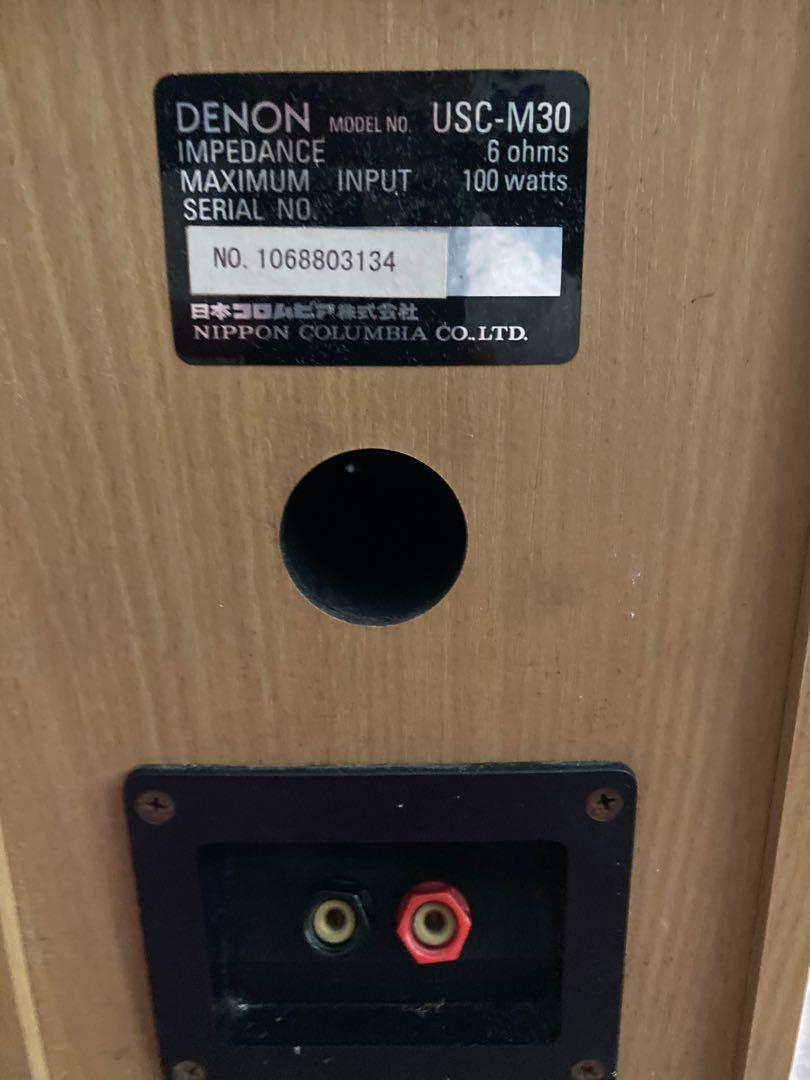 DENON MODEL NO. USC-M30
IMPEDANCE 6 ohms
MAXIMUM INPUT 100 watts
SERIAL NO.
NO. 1068803134
日本コロムビア株式会社
NIPPON COLUMBIA CO.,LTD.